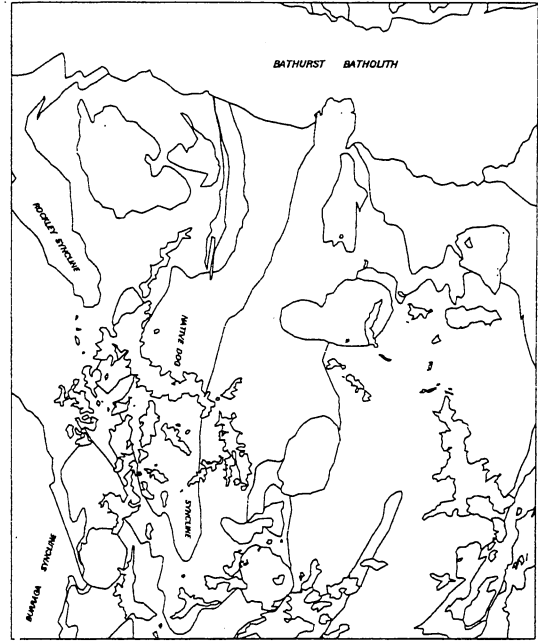 BATHURST BATHOLITH
ROCKLEY SYNCLINE
NATIVE DOG
SYNCLINE
BURRAGA SYNCLINE